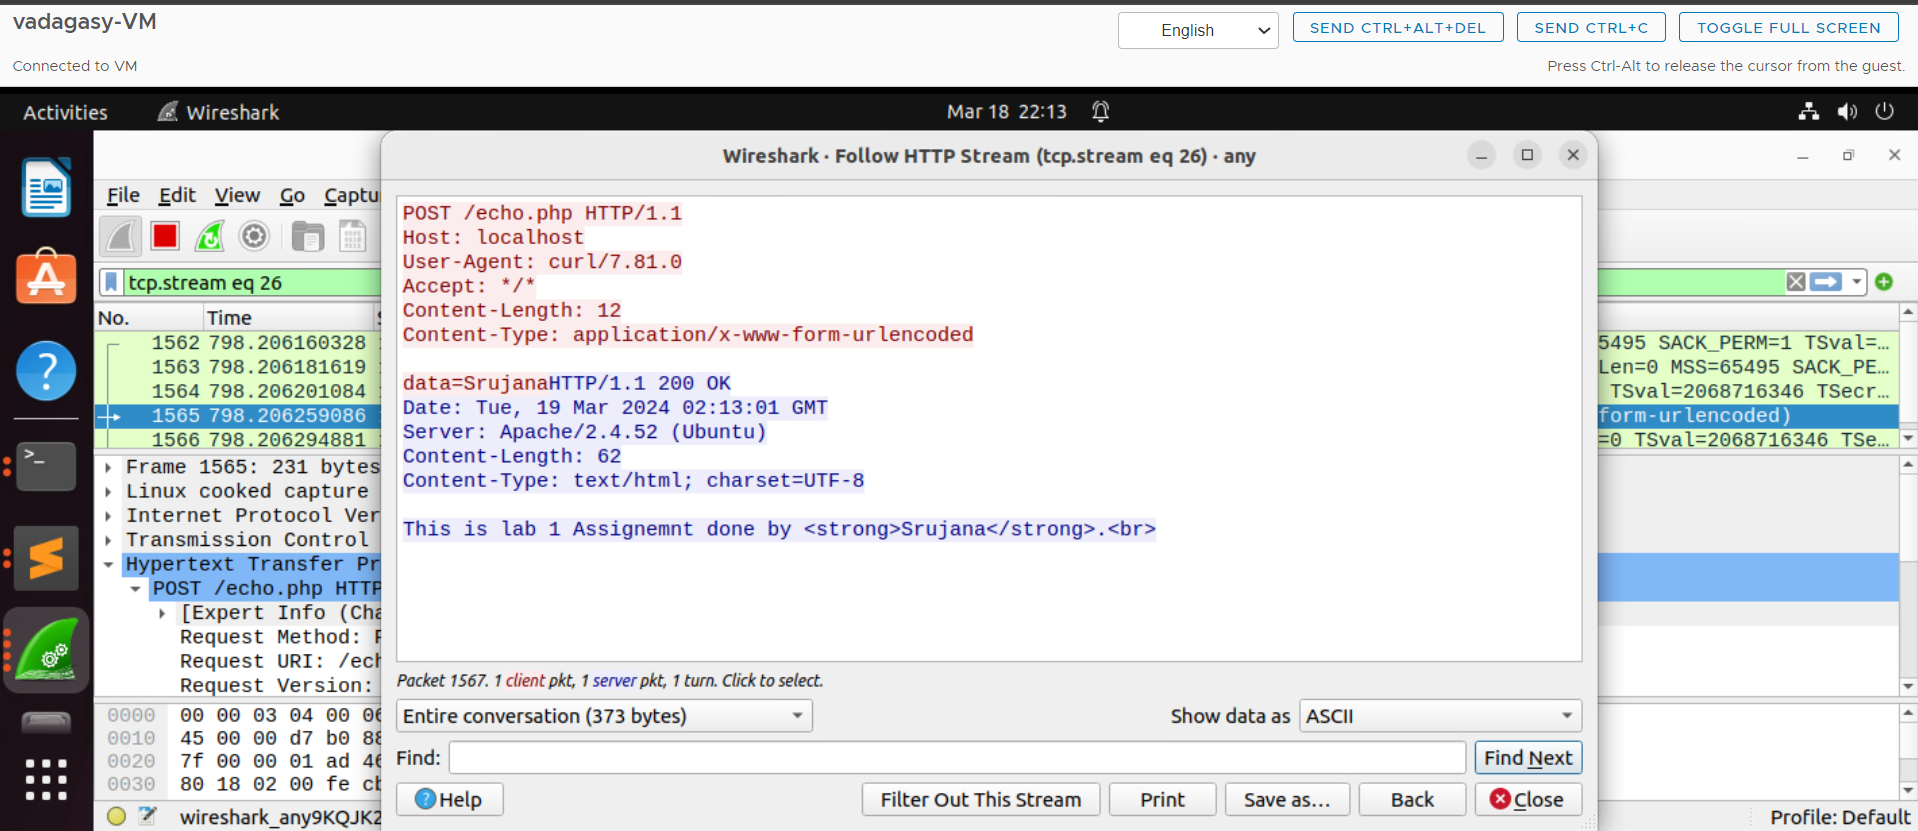 vadagasy-VM
English
SEND CTRL+ALT+DEL
SEND CTRL+C
TOGGLE FULL SCREEN
Connected to VM
Press Ctrl-Alt to release the cursor from the guest.
Activities
Wireshark
Mar 18 22:13
Wireshark · Follow HTTP Stream (tcp.stream eq 26) · any
File Edit View Go Captu
tcp.stream eq 26
No. Time
1562 798.206160328
1563 798.206181619
1564 798.206201084
1565 798.206259086
1566 798.206294881
5495 SACK_PERM=1 TSval=…
Len=0 MSS=65495 SACK_PE…
TSval=2068716346 TSecr…
form-urlencoded)
=0 TSval=2068716346 TSe…
Frame 1565: 231 bytes
Linux cooked capture
Internet Protocol Ver
Transmission Control
Hypertext Transfer Pr
POST /echo.php HTTP
[Expert Info (Cha
Request Method: P
Request URI: /ech
Request Version:
0000 00 00 03 04 00 06
0010 45 00 00 d7 b0 88
0020 7f 00 00 01 ad 46
0030 80 18 02 00 fe cb
wireshark_any9KQJK2
Profile: Default
POST /echo.php HTTP/1.1
Host: localhost
User-Agent: curl/7.81.0
Accept: */*
Content-Length: 12
Content-Type: application/x-www-form-urlencoded
data=SrujanaHTTP/1.1 200 OK
Date: Tue, 19 Mar 2024 02:13:01 GMT
Server: Apache/2.4.52 (Ubuntu)
Content-Length: 62
Content-Type: text/html; charset=UTF-8
This is lab 1 Assignemnt done by <strong>Srujana</strong>.<br>
Packet 1567. 1 client pkt, 1 server pkt, 1 turn. Click to select.
Entire conversation (373 bytes)
Show data as ASCII
Find:
Find Next
Help
Filter Out This Stream
Print
Save as…
Back
Close